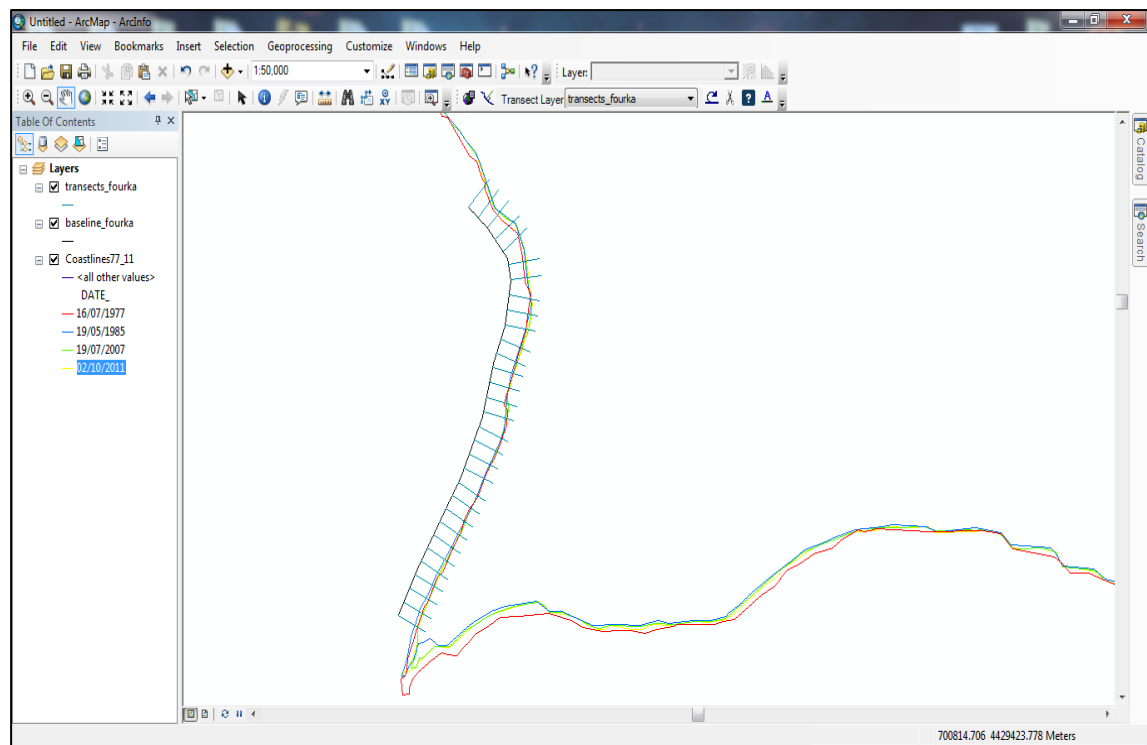 Untitled - ArcMap - ArcInfo
File Edit View Bookmarks Insert Selection Geoprocessing Customize Windows Help
1:50,000 Layer:
Transect Layer transects_fourka
Table Of Contents
Layers
transects_fourka
baseline_fourka
Coastlines77_11
<all other values>
DATE_
16/07/1977
19/05/1985
19/07/2007
02/10/2011
Catalog
Search
700814.706 4429423.778 Meters